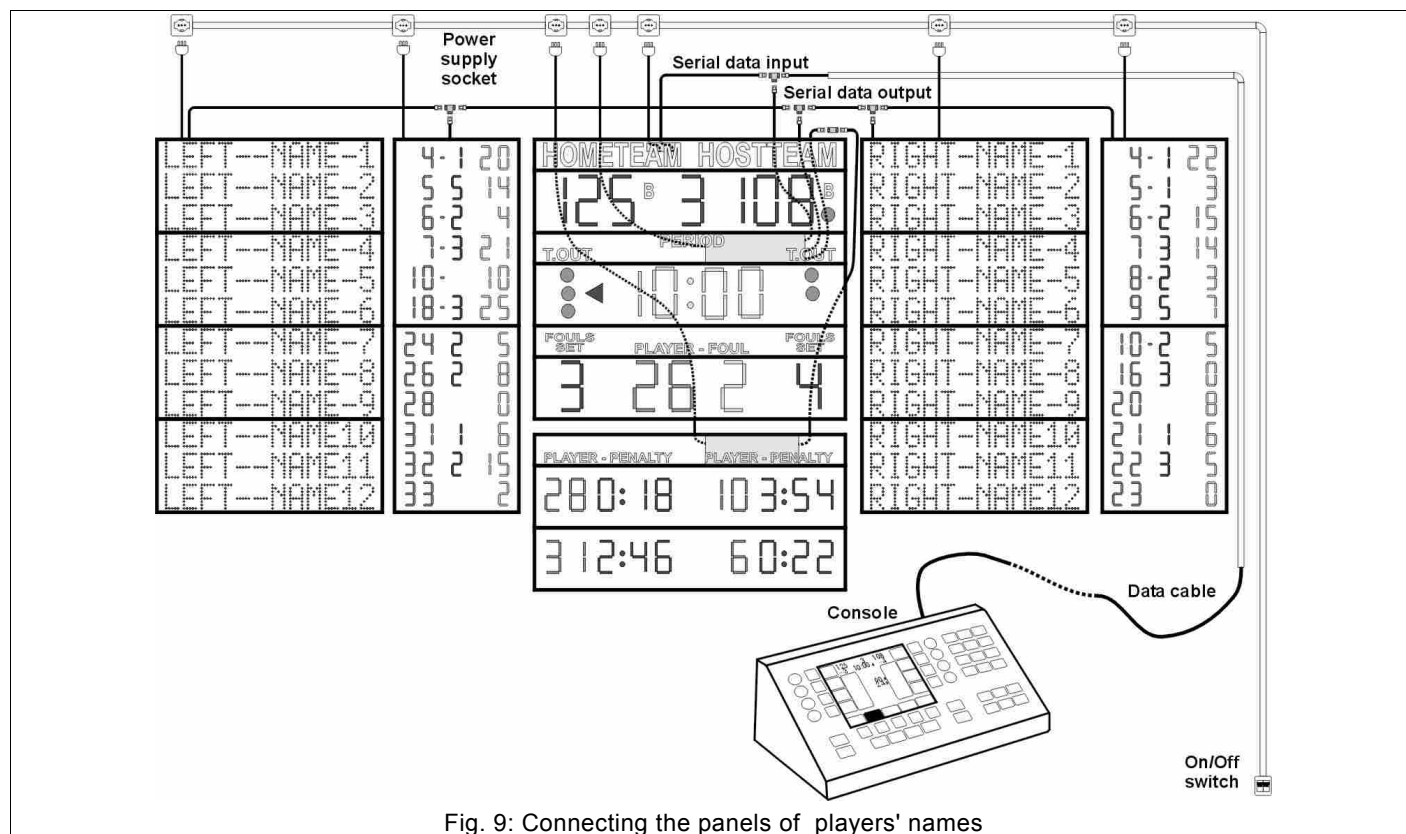 Power
supply
socket
Serial data input
Serial data output
LEFT--NAME-1
LEFT--NAME-2
LEFT--NAME-3
LEFT--NAME-4
LEFT--NAME-5
LEFT--NAME-6
LEFT--NAME-7
LEFT--NAME-8
LEFT--NAME-9
LEFT--NAME10
LEFT--NAME11
LEFT--NAME12
4-1 20
5 5 14
6-2 4
7-3 21
10- 10
18-3 25
24 2 5
26 2 8
28 0
31 1 6
32 2 15
33 2
HOMETEAM HOSTTEAM
125 B 3 108 B
PERIOD
T.OUT T.OUT
10:00
FOULS SET PLAYER - FOUL FOULS SET
3 26 2 4
PLAYER - PENALTY PLAYER - PENALTY
28 0:18 10 3:54
31 2:46 6 0:22
RIGHT-NAME-1
RIGHT-NAME-2
RIGHT-NAME-3
RIGHT-NAME-4
RIGHT-NAME-5
RIGHT-NAME-6
RIGHT-NAME-7
RIGHT-NAME-8
RIGHT-NAME-9
RIGHT-NAME10
RIGHT-NAME11
RIGHT-NAME12
4-1 22
5-1 3
6-2 15
7 3 14
8-2 3
9 5 7
10-2 5
16 3 0
20 8
21 1 6
22 3 5
23 0
Data cable
Console
On/Off
switch
Fig. 9: Connecting the panels of players' names